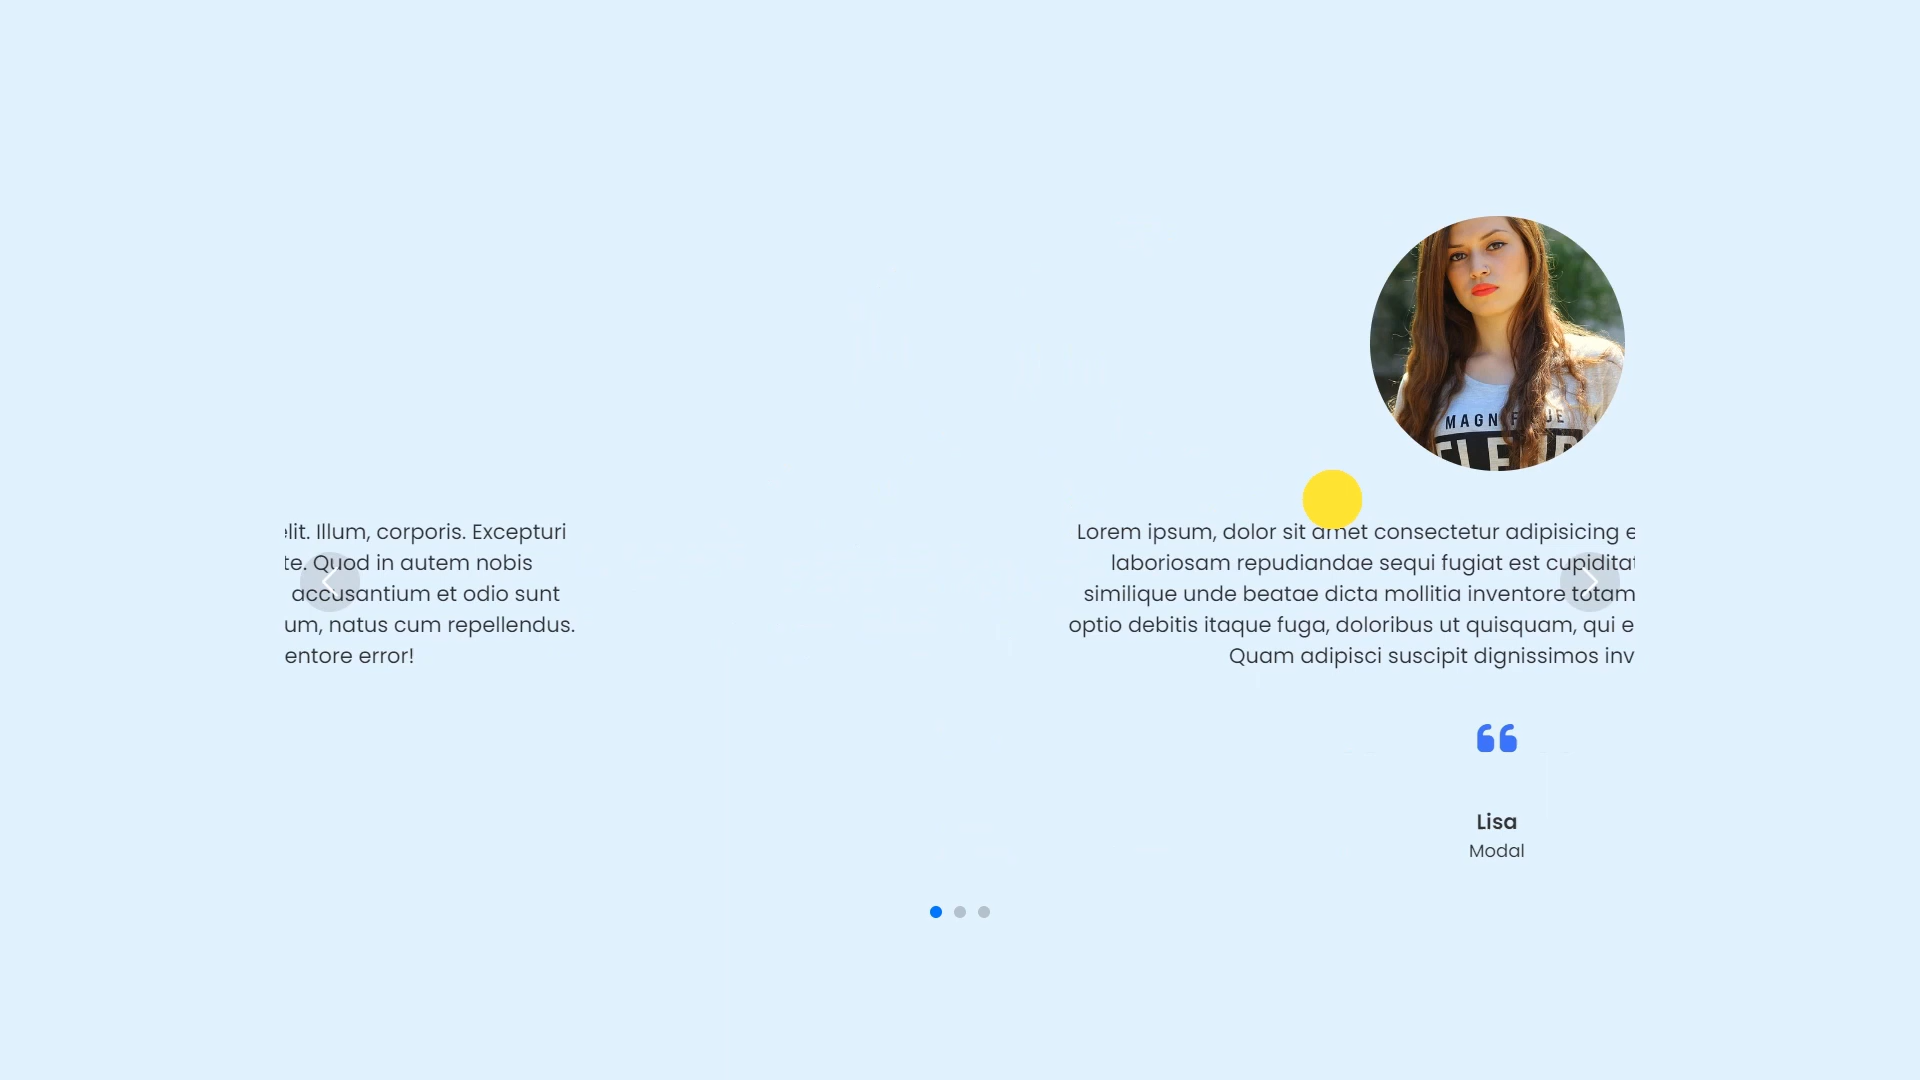 MAGN
lit. Illum, corporis. Excepturi
te. Quod in autem nobis
accusantium et odio sunt
um, natus cum repellendus.
entore error!
Lorem ipsum, dolor sit amet consectetur adipisicing e
laboriosam repudiandae sequi fugiat est cupiditat
similique unde beatae dicta mollitia inventore totam
optio debitis itaque fuga, doloribus ut quisquam, qui e
Quam adipisci suscipit dignissimos inv
Lisa
Modal